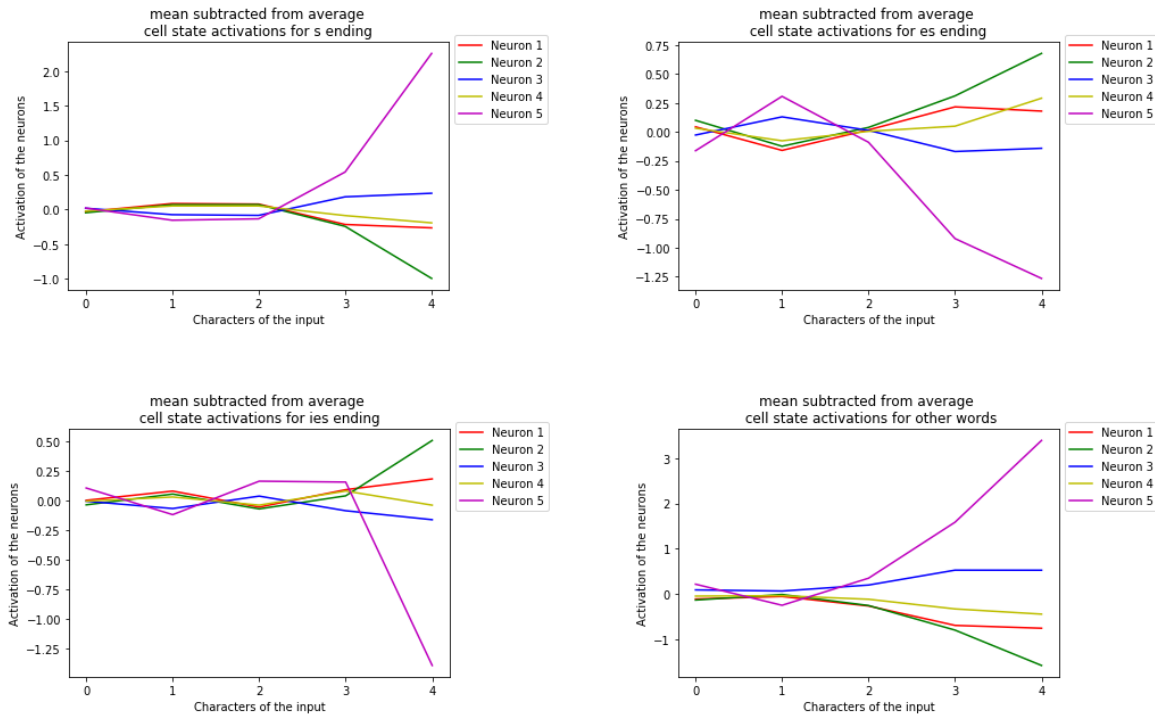 mean subtracted from average
cell state activations for s ending
Activation of the neurons
2.0
1.5
1.0
0.5
0.0
−0.5
−1.0
0 1 2 3 4
Characters of the input
Neuron 1
Neuron 2
Neuron 3
Neuron 4
Neuron 5
mean subtracted from average
cell state activations for es ending
Activation of the neurons
0.75
0.50
0.25
0.00
−0.25
−0.50
−0.75
−1.00
−1.25
0 1 2 3 4
Characters of the input
Neuron 1
Neuron 2
Neuron 3
Neuron 4
Neuron 5
mean subtracted from average
cell state activations for ies ending
Activation of the neurons
0.50
0.25
0.00
−0.25
−0.50
−0.75
−1.00
−1.25
0 1 2 3 4
Characters of the input
Neuron 1
Neuron 2
Neuron 3
Neuron 4
Neuron 5
mean subtracted from average
cell state activations for other words
Activation of the neurons
3
2
1
0
−1
0 1 2 3 4
Characters of the input
Neuron 1
Neuron 2
Neuron 3
Neuron 4
Neuron 5